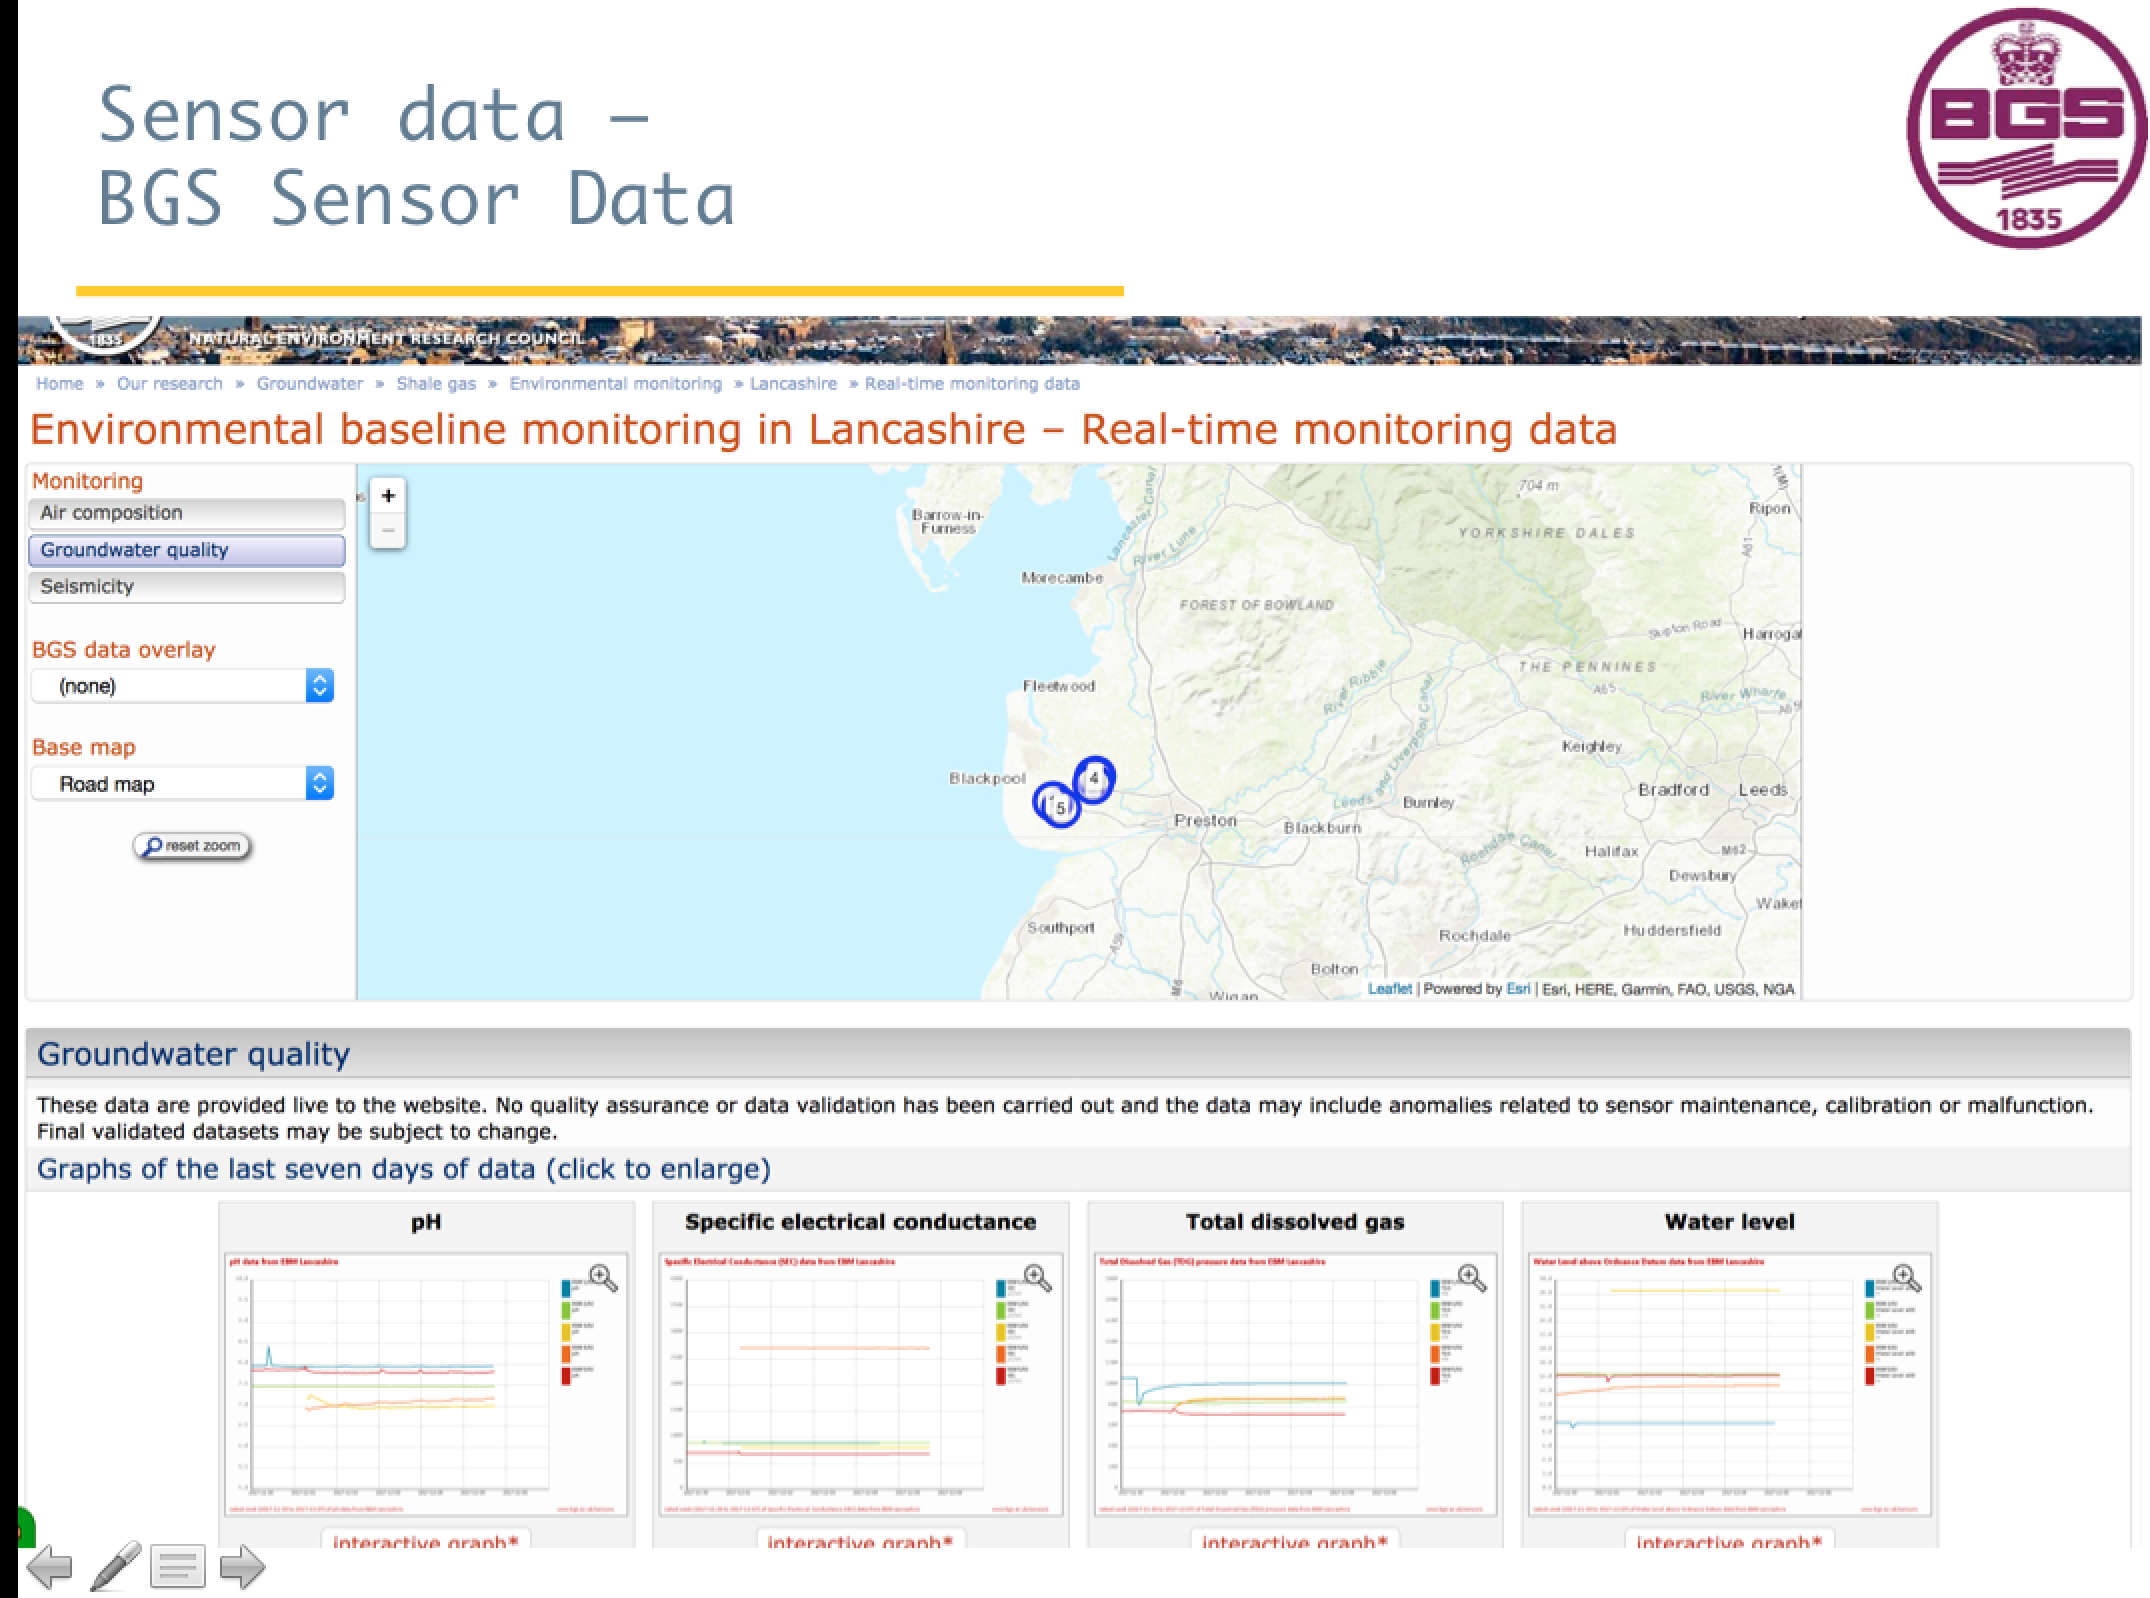 Sensor data –
BGS Sensor Data
BGS
1835
1835
NATURAL ENVIRONMENT RESEARCH COUNCIL
Home » Our research » Groundwater » Shale gas » Environmental monitoring » Lancashire » Real-time monitoring data
Environmental baseline monitoring in Lancashire – Real-time monitoring data
Monitoring
Air composition
Groundwater quality
Seismicity
BGS data overlay
(none)
Base map
Road map
reset zoom
+
−
Barrow-in-
Furness
Lancaster Canal
River Lune
Morecambe
704 m
Ripon
YORKSHIRE DALES
A61
FOREST OF BOWLAND
Skipton Road
Harroga
THE PENNINES
A65
River Wharfe
Fleetwood
River Ribble
Leeds and Liverpool Canal
Keighley
Blackpool
4
5
Bradford
Leeds
Burnley
Preston
Blackburn
Rochdale Canal
Halifax
M62
Dewsbury
Wakef
Southport
A59
Rochdale
Huddersfield
Bolton
M6
Wigan
Leaflet | Powered by Esri | Esri, HERE, Garmin, FAO, USGS, NGA
Groundwater quality
These data are provided live to the website. No quality assurance or data validation has been carried out and the data may include anomalies related to sensor maintenance, calibration or malfunction.
Final validated datasets may be subject to change.
Graphs of the last seven days of data (click to enlarge)
pH
pH data from EBM Lancashire
interactive graph*
Specific electrical conductance
Specific Electrical Conductance (SEC) data from EBM Lancashire
interactive graph*
Total dissolved gas
Total Dissolved Gas (TDG) pressure data from EBM Lancashire
interactive graph*
Water level
Water Level above Ordnance Datum data from EBM Lancashire
interactive graph*